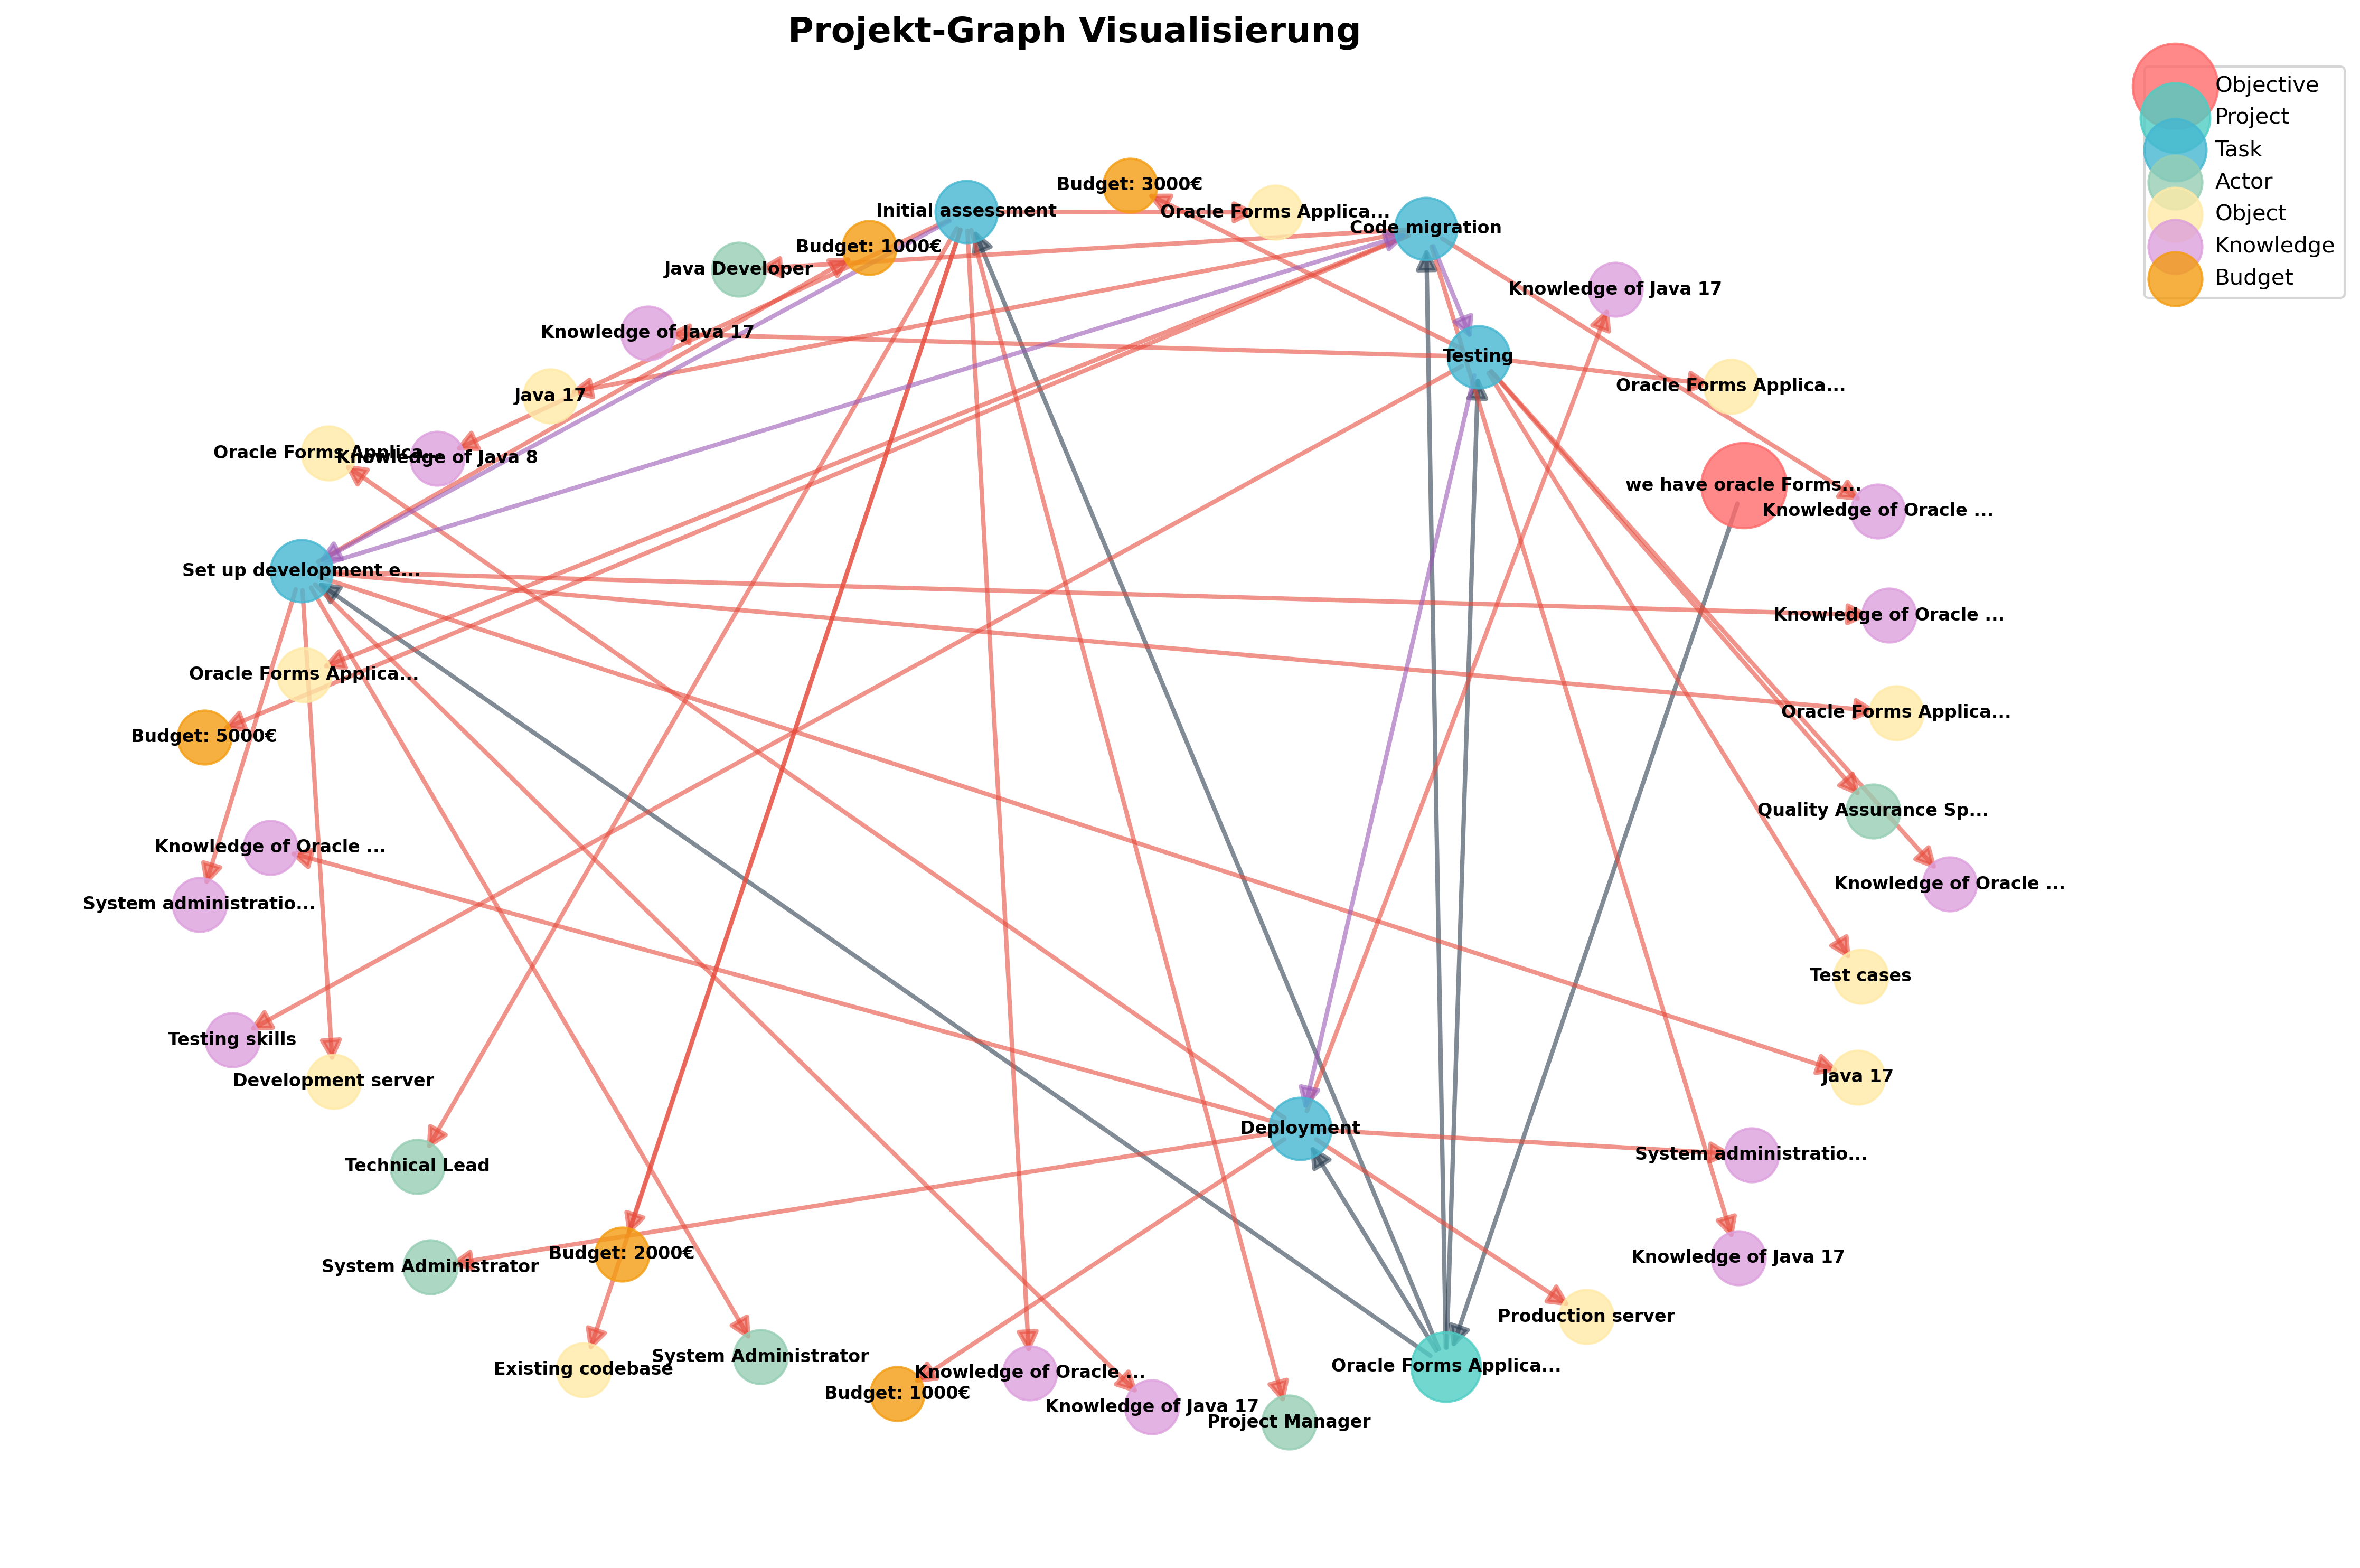 Projekt-Graph Visualisierung
Objective
Project
Task
Actor
Object
Knowledge
Budget
Budget: 3000€
Initial assessment
Oracle Forms Applica...
Code migration
Budget: 1000€
Java Developer
Knowledge of Java 17
Knowledge of Java 17
Testing
Oracle Forms Applica...
Java 17
Oracle Forms Applica...
Knowledge of Java 8
we have oracle Forms...
Knowledge of Oracle ...
Set up development e...
Knowledge of Oracle ...
Oracle Forms Applica...
Oracle Forms Applica...
Budget: 5000€
Quality Assurance Sp...
Knowledge of Oracle ...
Knowledge of Oracle ...
System administratio...
Test cases
Testing skills
Java 17
Development server
Deployment
System administratio...
Technical Lead
Budget: 2000€
Knowledge of Java 17
System Administrator
Production server
System Administrator
Existing codebase
Oracle Forms Applica...
Knowledge of Oracle ...
Budget: 1000€
Knowledge of Java 17
Project Manager